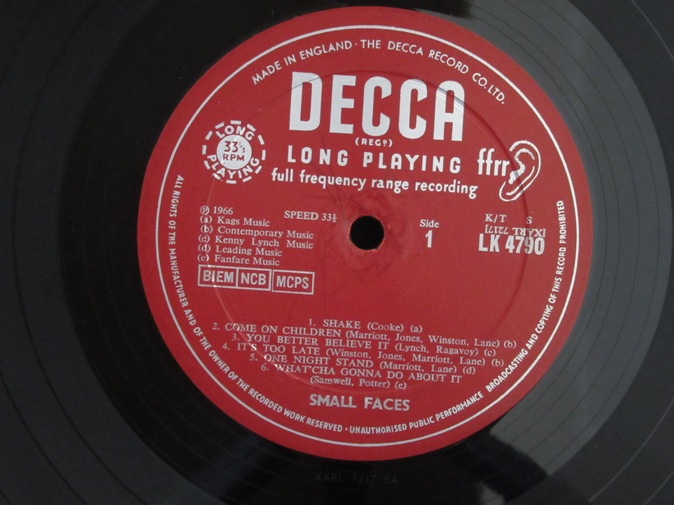 MADE IN ENGLAND · THE DECCA RECORD CO. LTD.
DECCA
(REGD)
LONG PLAYING
33⅓
RPM
LONG PLAYING
ffrr
full frequency range recording
℗ 1966
SPEED 33⅓
(a) Kags Music
(b) Contemporary Music
(c) Kenny Lynch Music
(d) Leading Music
(e) Fanfare Music
BIEM NCB MCPS
Side
1
K/T S
[XARL 7217]
LK 4790
1. SHAKE (Cooke) (a)
2. COME ON CHILDREN (Marriott, Jones, Winston, Lane) (b)
3. YOU BETTER BELIEVE IT (Lynch, Ragavoy) (c)
4. IT'S TOO LATE (Winston, Jones, Marriott, Lane) (b)
5. ONE NIGHT STAND (Marriott, Lane) (d)
6. WHAT'CHA GONNA DO ABOUT IT
(Samwell, Potter) (e)
SMALL FACES
ALL RIGHTS OF THE MANUFACTURER AND OF THE OWNER OF THE RECORDED WORK RESERVED · UNAUTHORISED PUBLIC PERFORMANCE BROADCASTING AND COPYING OF THIS RECORD PROHIBITED
XARL-7217-5A